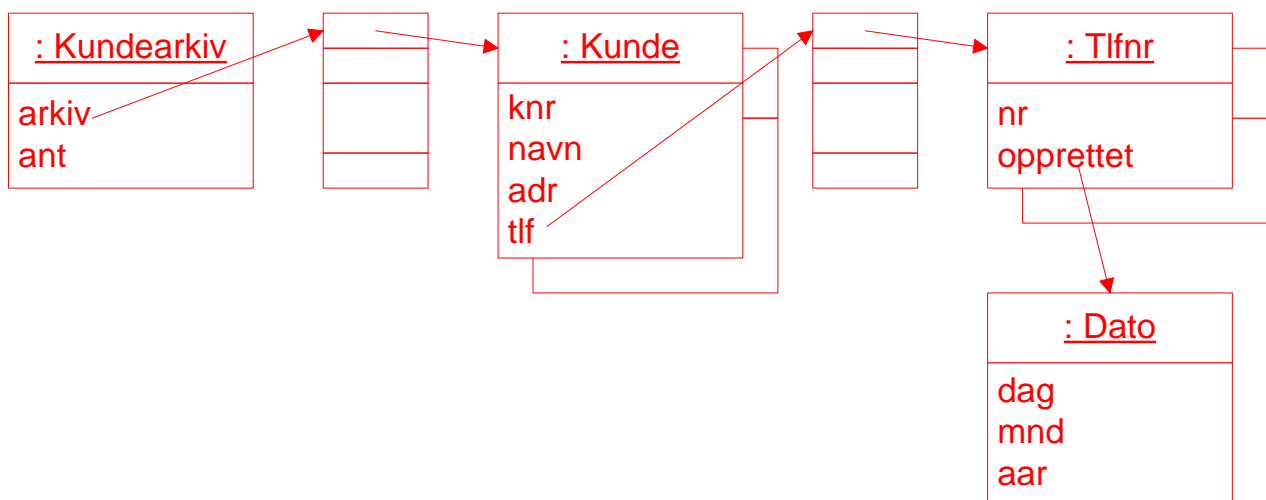 : Kundearkiv
arkiv
ant
: Kunde
knr
navn
adr
tlf
: Tlfnr
nr
opprettet
: Dato
dag
mnd
aar